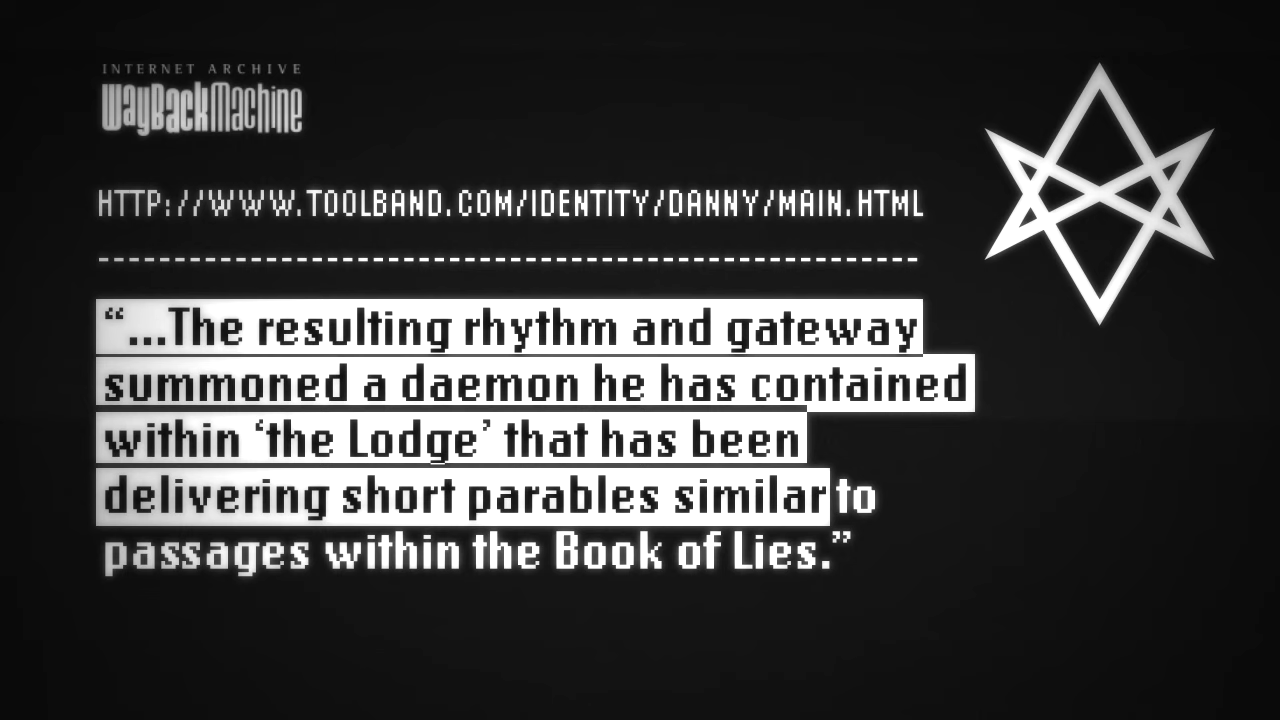 INTERNET ARCHIVE
WayBackMachine
HTTP://WWW.TOOLBAND.COM/IDENTITY/DANNY/MAIN.HTML
------------------------------------------------------
“...The resulting rhythm and gateway
summoned a daemon he has contained
within ‘the Lodge’ that has been
delivering short parables similar to
passages within the Book of Lies.”